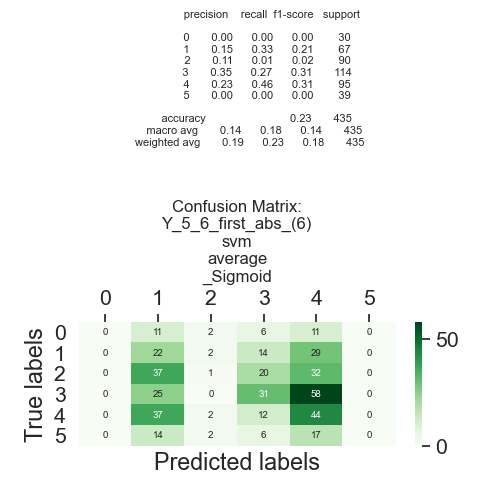 precision recall f1-score support
0 0.00 0.00 0.00 30
1 0.15 0.33 0.21 67
2 0.11 0.01 0.02 90
3 0.35 0.27 0.31 114
4 0.23 0.46 0.31 95
5 0.00 0.00 0.00 39
accuracy 0.23 435
macro avg 0.14 0.18 0.14 435
weighted avg 0.19 0.23 0.18 435
Confusion Matrix:
Y_5_6_first_abs_(6)
svm
average
_Sigmoid
0 1 2 3 4 5
0 0 11 2 6 11 0
1 0 22 2 14 29 0
2 0 37 1 20 32 0
3 0 25 0 31 58 0
4 0 37 2 12 44 0
5 0 14 2 6 17 0
True labels
Predicted labels
50
0